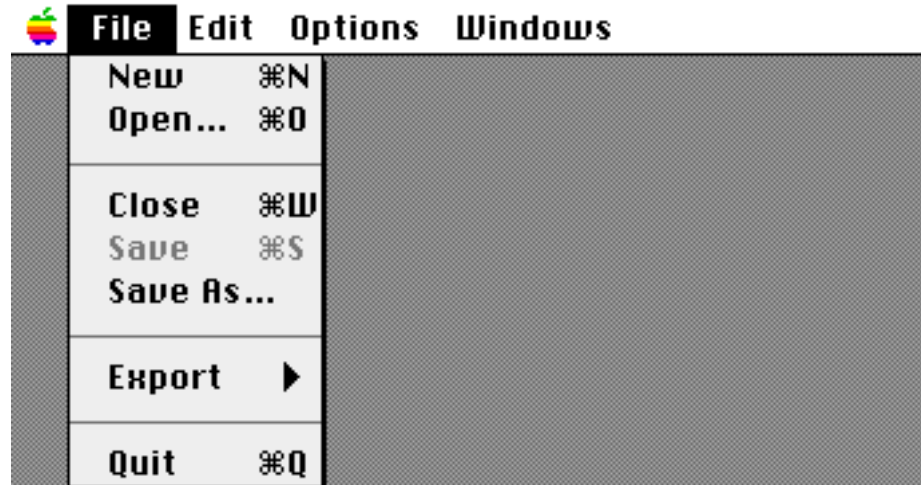 File Edit Options Windows
New ⌘N
Open... ⌘O
Close ⌘W
Save ⌘S
Save As...
Export
Quit ⌘Q